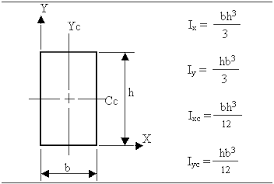 Y
Yc
Cc
h
X
b
Iₓ = bh³/3
Iy = hb³/3
Ixc = bh³/12
Iyc = hb³/12